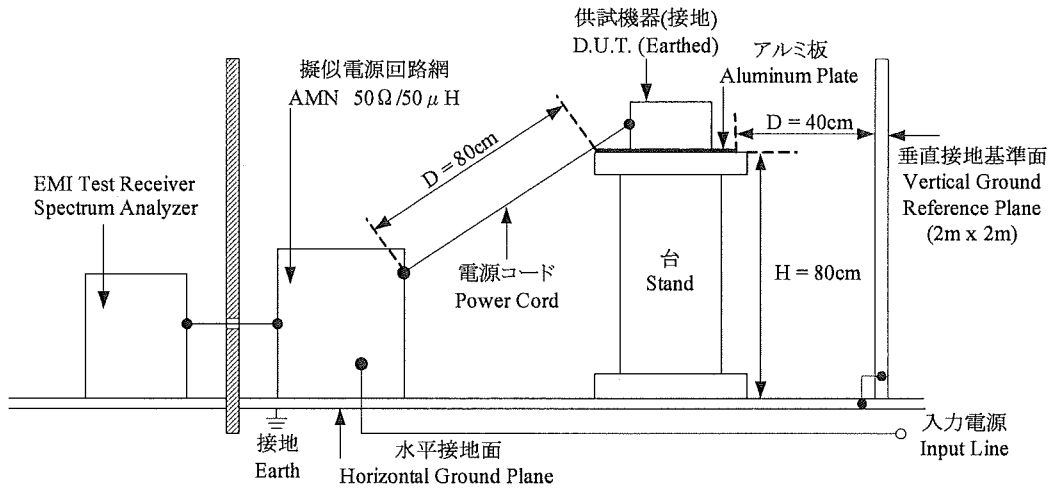 供試機器(接地)
D.U.T. (Earthed)
アルミ板
Aluminum Plate
擬似電源回路網
AMN 50Ω/50μH
D = 80cm
D = 40cm
垂直接地基準面
Vertical Ground
Reference Plane
(2m x 2m)
EMI Test Receiver
Spectrum Analyzer
電源コード
Power Cord
台
Stand
H = 80cm
接地
Earth
水平接地面
Horizontal Ground Plane
入力電源
Input Line